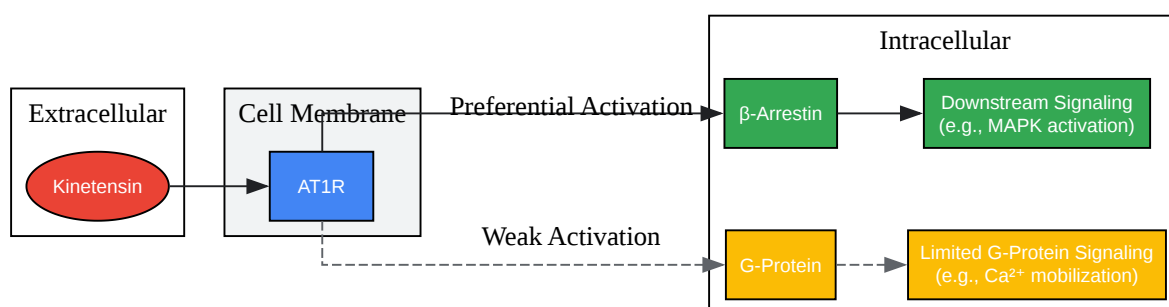 Intracellular
Extracellular
Cell Membrane
Preferential Activation
β-Arrestin
Downstream Signaling
(e.g., MAPK activation)
Kinetensin
AT1R
Weak Activation
G-Protein
Limited G-Protein Signaling
(e.g., Ca²⁺ mobilization)